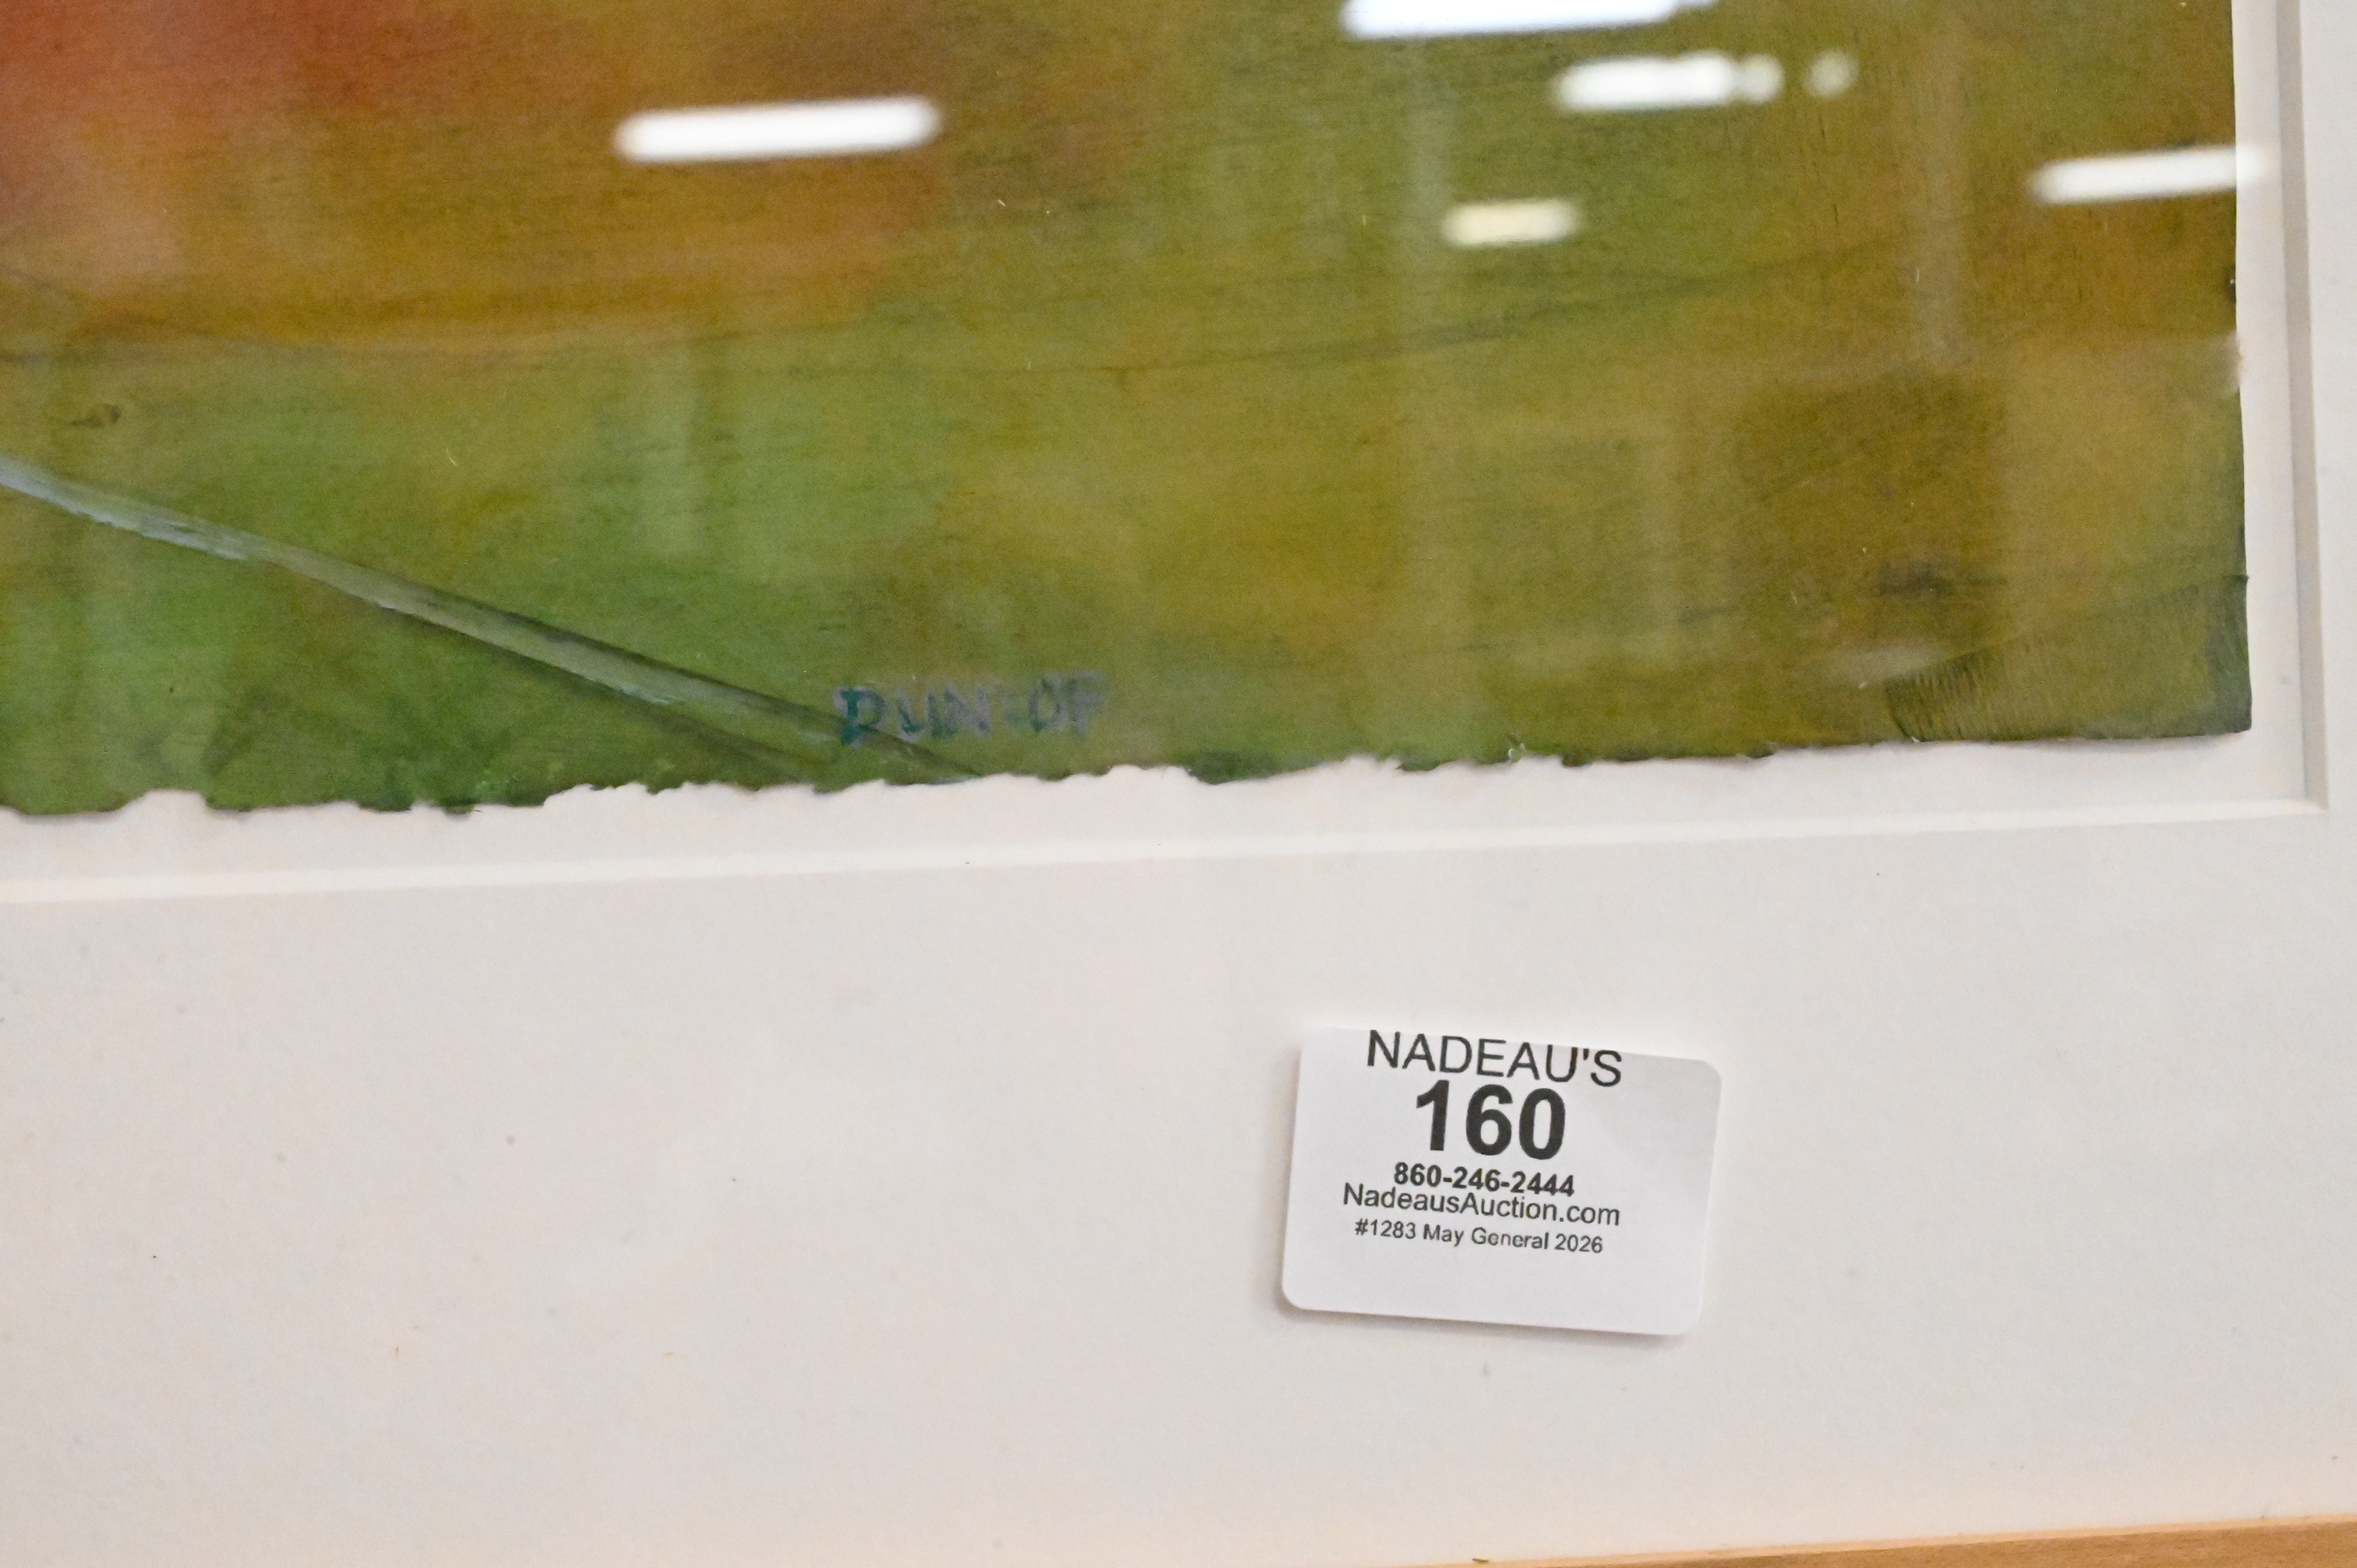 DUNLOP
NADEAU'S
160
860-246-2444
NadeausAuction.com
#1283 May General 2026